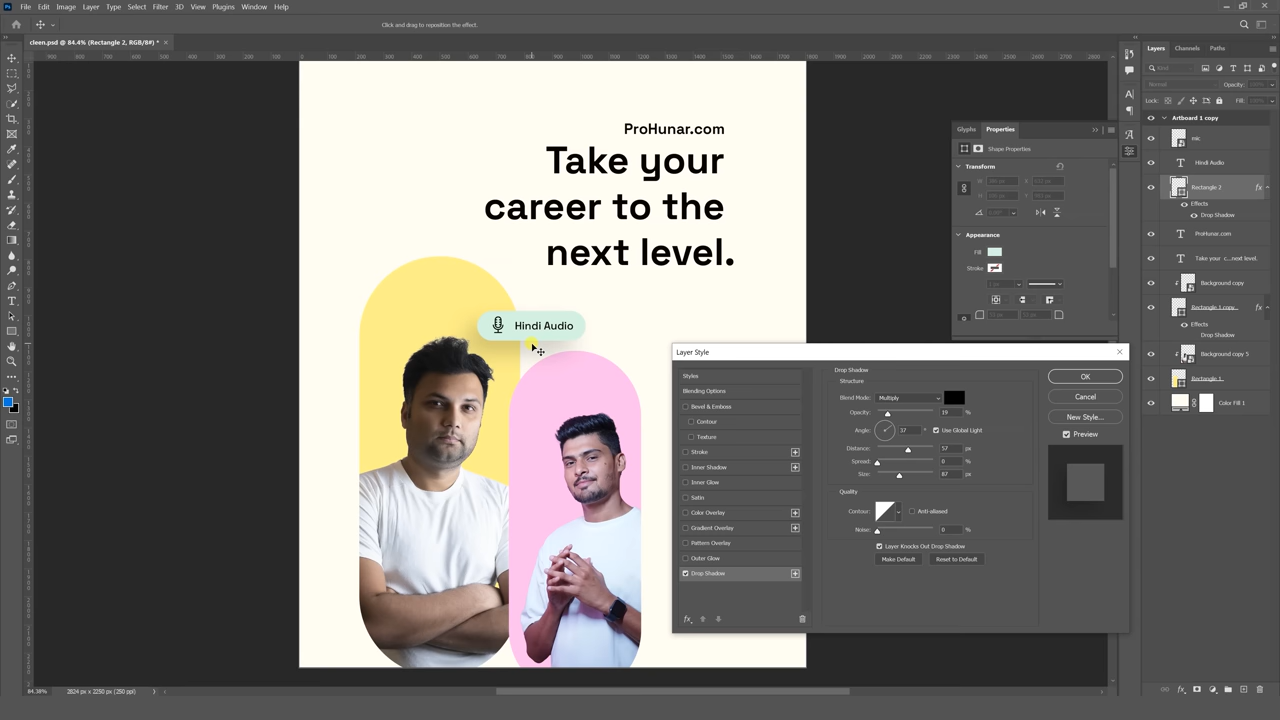 File Edit Image Layer Type Select Filter 3D View Plugins Window Help
Click and drag to reposition the effect.
cleen.psd @ 84.4% (Rectangle 2, RGB/8#) *
ProHunar.com
Take your
career to the
next level.
Hindi Audio
Glyphs Properties
Shape Properties
Transform
Appearance
Fill
Stroke
Layer Style
Styles
Blending Options
Bevel & Emboss
Contour
Texture
Stroke
Inner Shadow
Inner Glow
Satin
Color Overlay
Gradient Overlay
Pattern Overlay
Outer Glow
Drop Shadow
Drop Shadow
Structure
Blend Mode: Multiply
Opacity: 19 %
Angle: 37 ° Use Global Light
Distance: 57 px
Spread: 0 %
Size: 87 px
Quality
Contour: Anti-aliased
Noise: 0 %
Layer Knocks Out Drop Shadow
Make Default Reset to Default
OK
Cancel
New Style...
Preview
Layers Channels Paths
Kind
Normal Opacity:
Lock: Fill:
Artboard 1 copy
mic
Hindi Audio
Rectangle 2 fx
Effects
Drop Shadow
ProHunar.com
Take your c...next level.
Background copy
Rectangle 1 copy
Effects
Drop Shadow
Background copy 5
Rectangle 1
Color Fill 1
84.38% 2824 px x 2250 px (250 ppi)